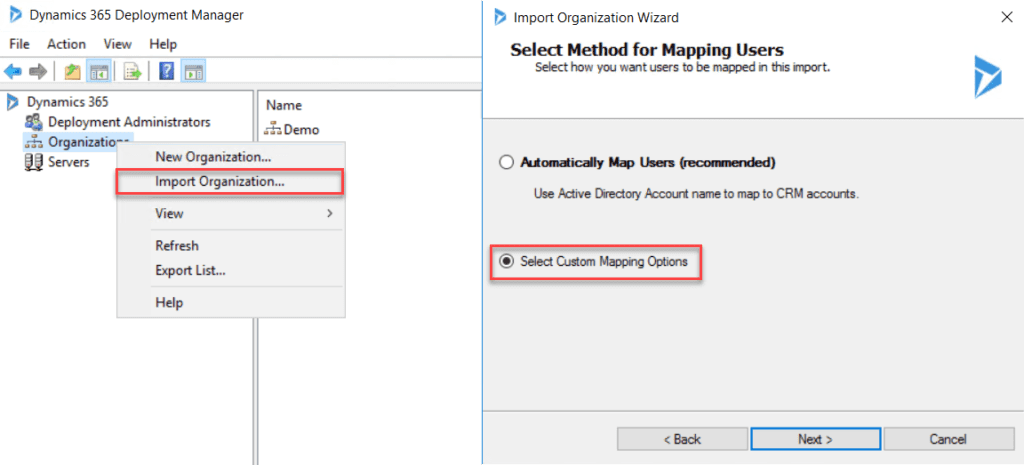 Dynamics 365 Deployment Manager
File Action View Help
Dynamics 365
Deployment Administrators
Organizations
Servers
Name
Demo
New Organization...
Import Organization...
View
Refresh
Export List...
Help
Import Organization Wizard
Select Method for Mapping Users
Select how you want users to be mapped in this import.
Automatically Map Users (recommended)
Use Active Directory Account name to map to CRM accounts.
Select Custom Mapping Options
< Back
Next >
Cancel